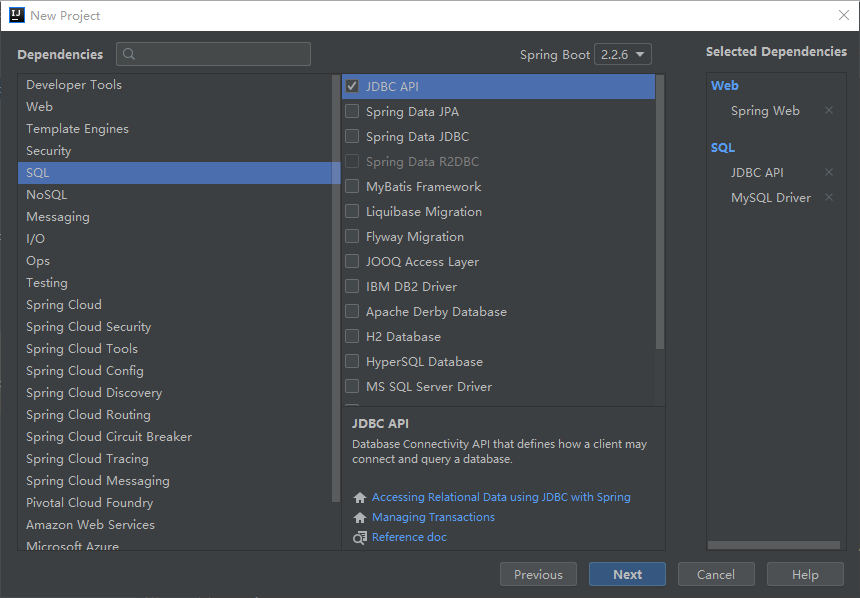 New Project
Dependencies
Spring Boot 2.2.6
Selected Dependencies
Developer Tools
Web
Template Engines
Security
SQL
NoSQL
Messaging
I/O
Ops
Testing
Spring Cloud
Spring Cloud Security
Spring Cloud Tools
Spring Cloud Config
Spring Cloud Discovery
Spring Cloud Routing
Spring Cloud Circuit Breaker
Spring Cloud Tracing
Spring Cloud Messaging
Pivotal Cloud Foundry
Amazon Web Services
Microsoft Azure
JDBC API
Spring Data JPA
Spring Data JDBC
Spring Data R2DBC
MyBatis Framework
Liquibase Migration
Flyway Migration
JOOQ Access Layer
IBM DB2 Driver
Apache Derby Database
H2 Database
HyperSQL Database
MS SQL Server Driver
JDBC API
Database Connectivity API that defines how a client may
connect and query a database.
Accessing Relational Data using JDBC with Spring
Managing Transactions
Reference doc
Web
Spring Web
SQL
JDBC API
MySQL Driver
Previous
Next
Cancel
Help